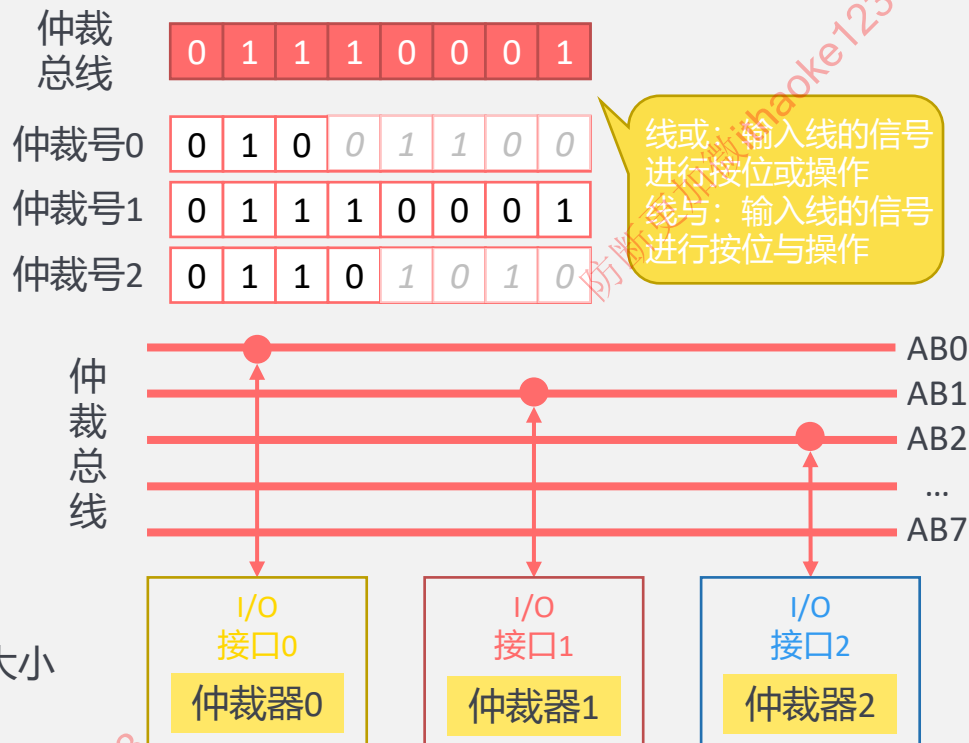 仲裁
总线
0 1 1 1 0 0 0 1
仲裁号0 0 1 0 0 1 1 0 0
仲裁号1 0 1 1 1 0 0 0 1
仲裁号2 0 1 1 0 1 0 1 0
线或：输入线的信号
进行按位或操作
线与：输入线的信号
进行按位与操作
仲
裁
总
线
AB0
AB1
AB2
...
AB7
I/O
接口0
仲裁器0
I/O
接口1
仲裁器1
I/O
接口2
仲裁器2
大小